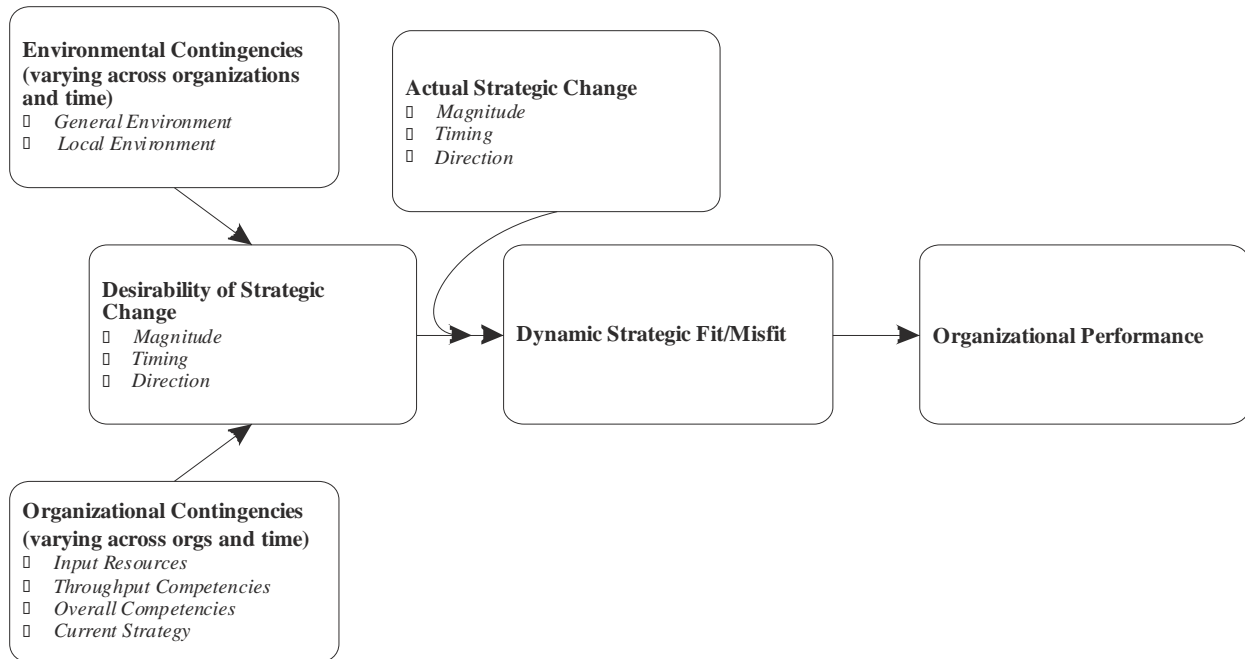 Environmental Contingencies
(varying across organizations
and time)
▯ General Environment
▯ Local Environment
Actual Strategic Change
▯ Magnitude
▯ Timing
▯ Direction
Desirability of Strategic
Change
▯ Magnitude
▯ Timing
▯ Direction
Dynamic Strategic Fit/Misfit
Organizational Performance
Organizational Contingencies
(varying across orgs and time)
▯ Input Resources
▯ Throughput Competencies
▯ Overall Competencies
▯ Current Strategy